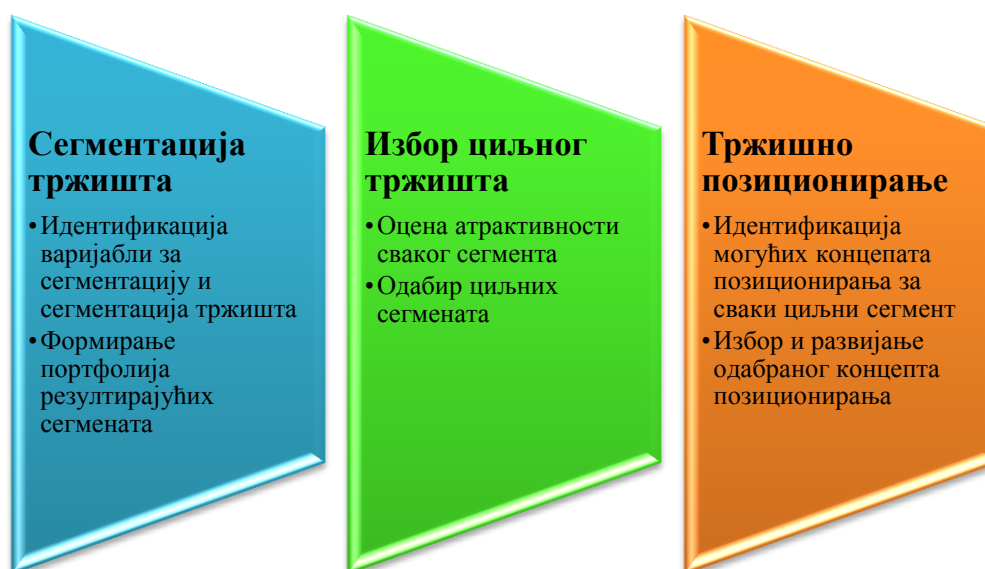 Сегментација
тржишта
•Идентификација
варијабли за
сегментацију и
сегментација тржишта
•Формирање
портфолија
резултирајућих
сегмената
Избор циљног
тржишта
•Оцена атрактивности
сваког сегмента
•Одабир циљних
сегмената
Тржишно
позиционирање
•Идентификација
могућих концепата
позиционирања за
сваки циљни сегмент
•Избор и развијање
одабраног концепта
позиционирања